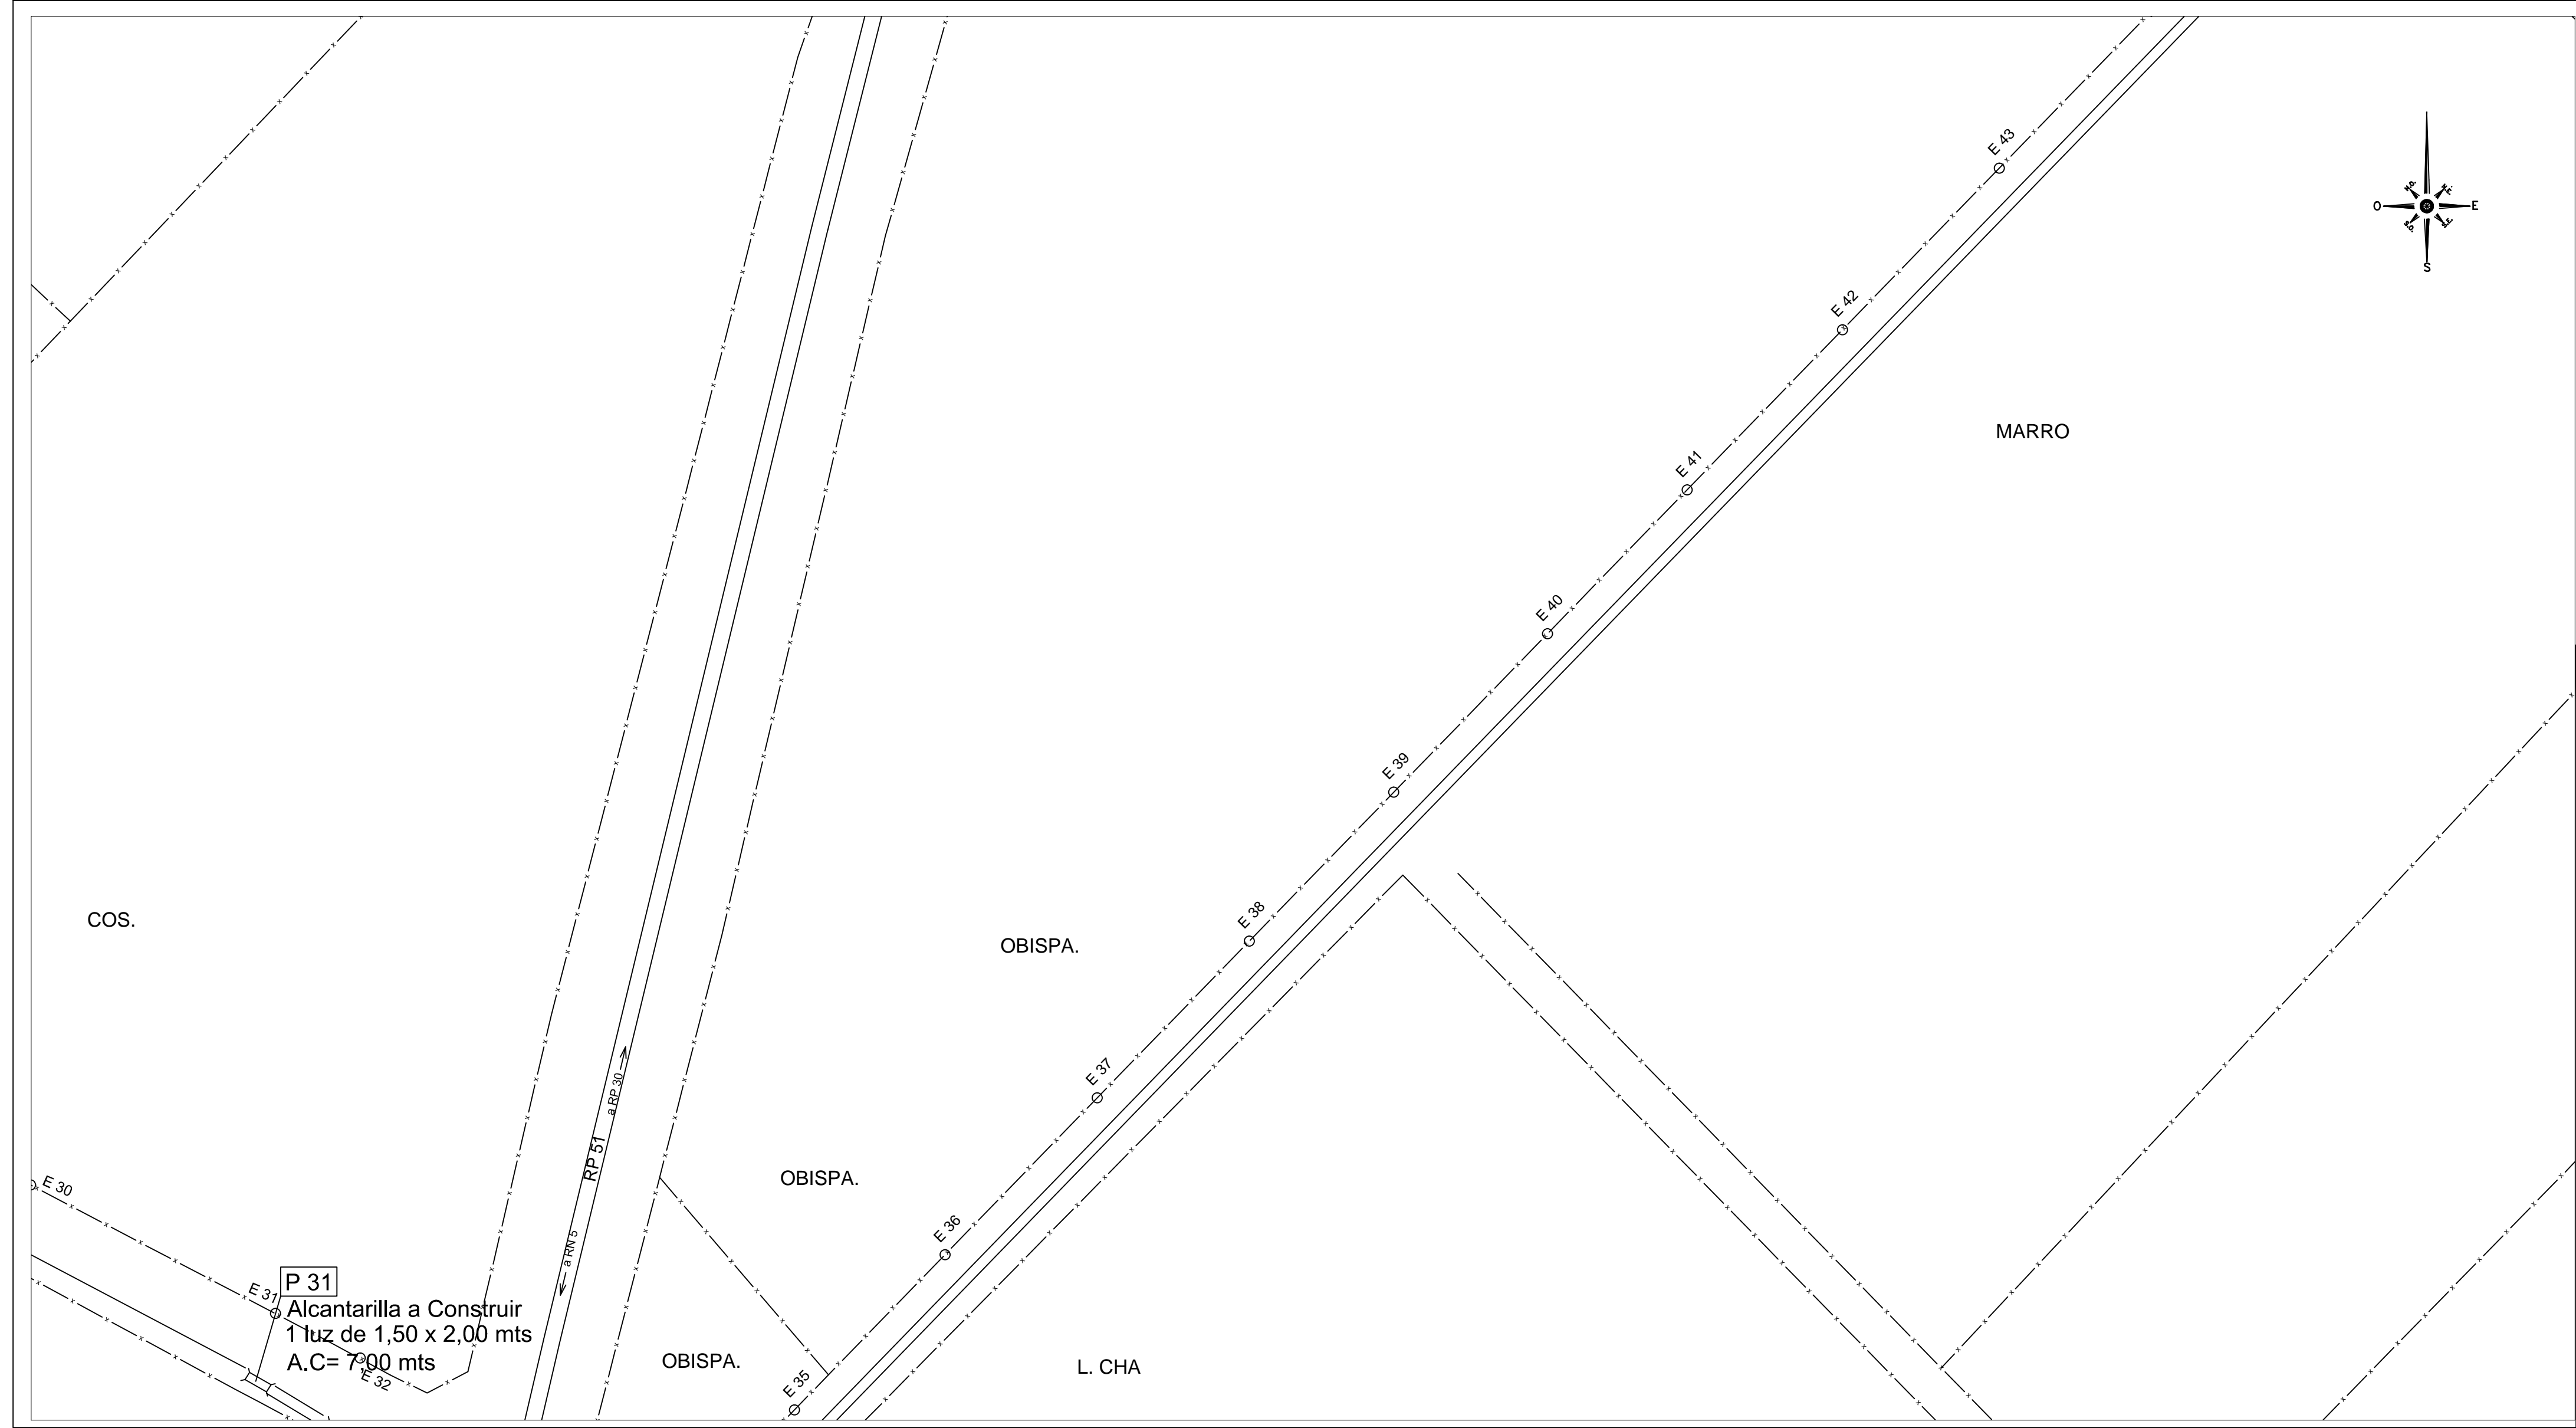 E 43
N.O.
N.E.
O
E
S.O.
S.E.
S
E 42
MARRO
E 41
E 40
E 39
E 38
COS.
OBISPA.
E 37
a RP 30
RP 51
OBISPA.
E 30
E 36
a RN 5
P 31
E 31
Alcantarilla a Construir
1 luz de 1,50 x 2,00 mts
A.C= 7,00 mts
E 32
OBISPA.
L. CHA
E 35